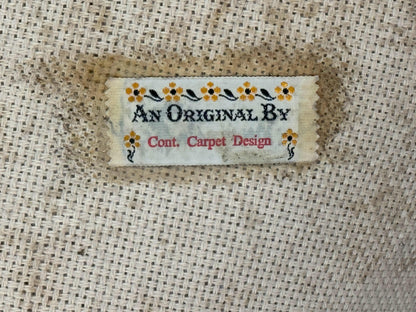 An Original By
Cont. Carpet Design